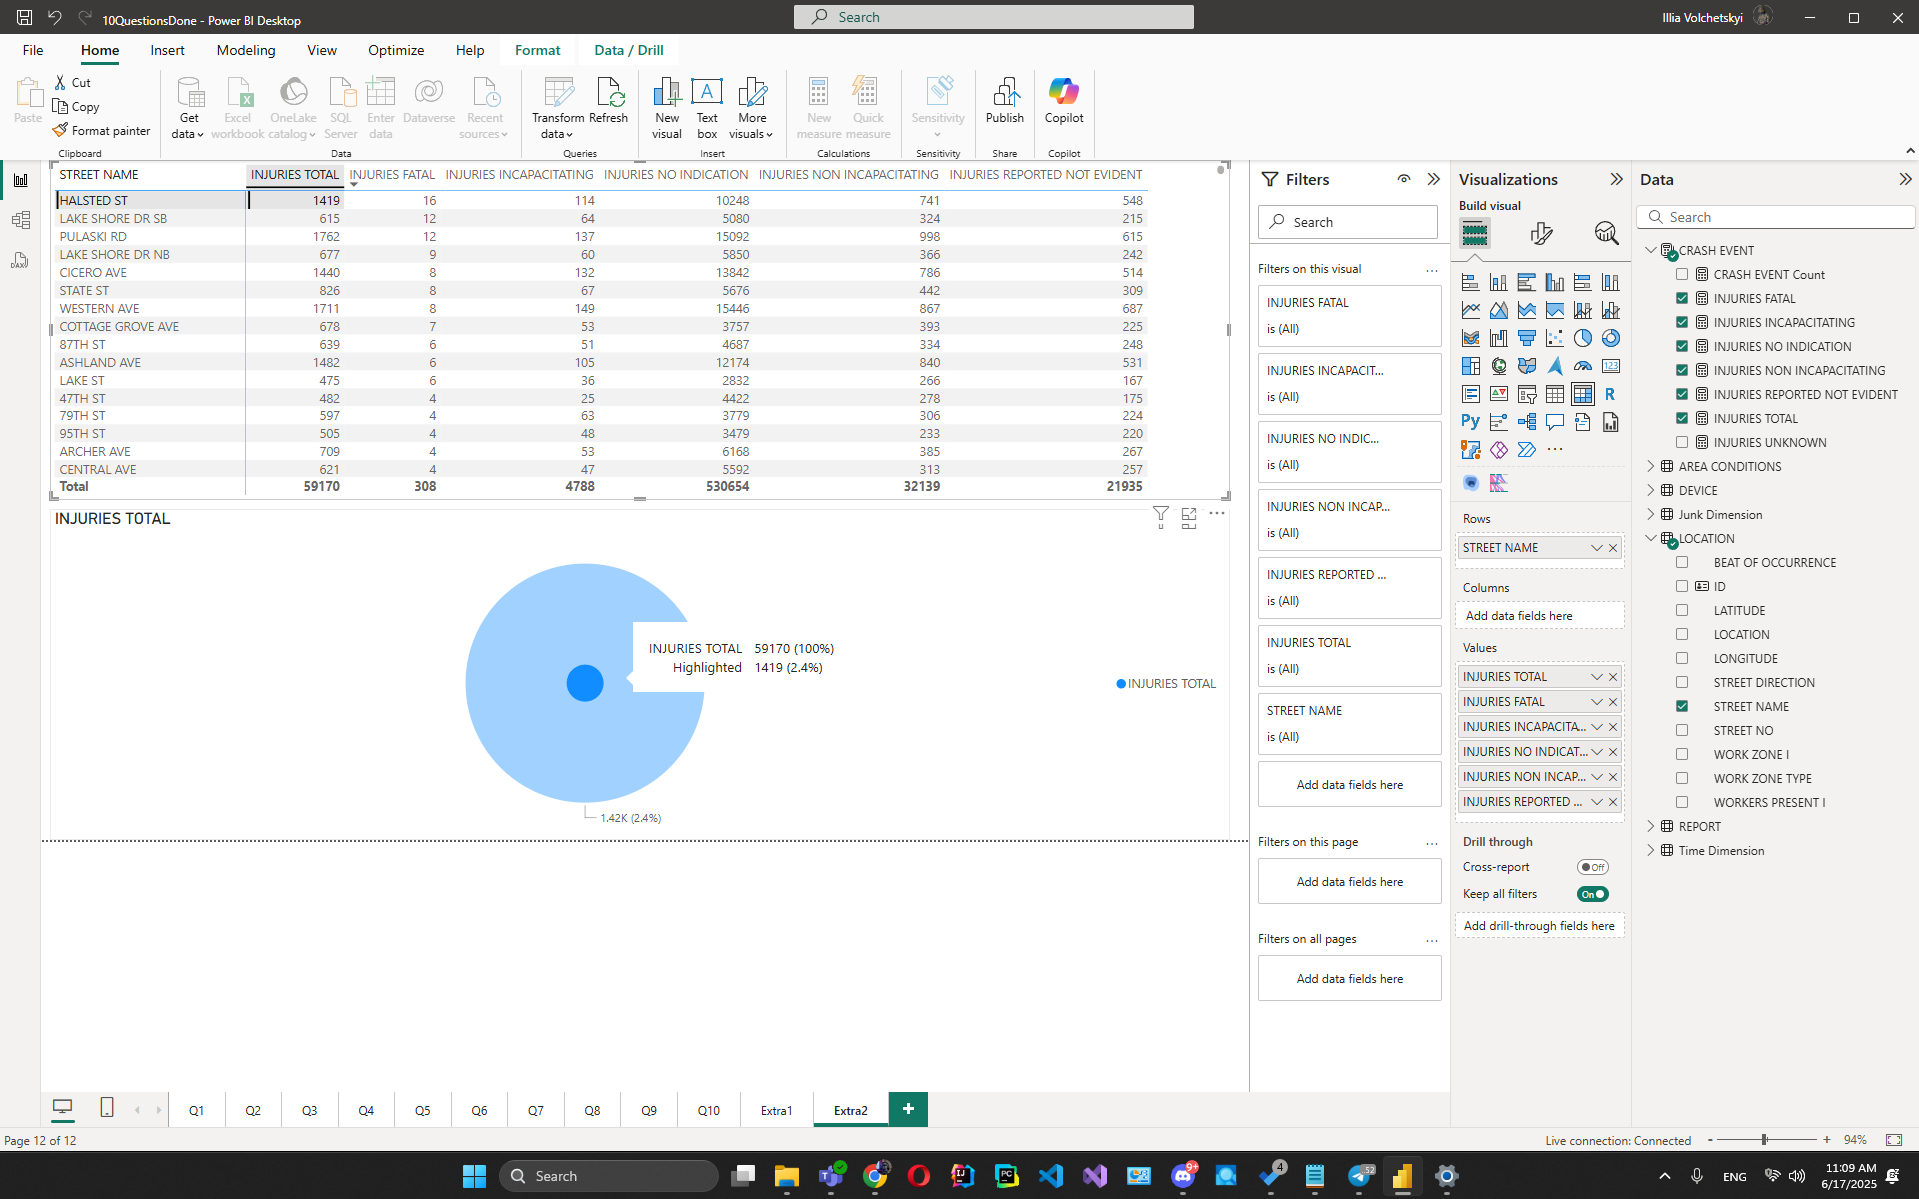 10QuestionsDone - Power BI Desktop
Search
Illia Volchetskyi
File
Home
Insert
Modeling
View
Optimize
Help
Format
Data / Drill
Paste
Cut
Copy
Format painter
Clipboard
Get data
Excel workbook
OneLake catalog
SQL Server
Enter data
Dataverse
Recent sources
Data
Transform data
Refresh
Queries
New visual
Text box
More visuals
Insert
New measure
Quick measure
Calculations
Sensitivity
Sensitivity
Publish
Share
Copilot
Copilot
STREET NAME INJURIES TOTAL INJURIES FATAL INJURIES INCAPACITATING INJURIES NO INDICATION INJURIES NON INCAPACITATING INJURIES REPORTED NOT EVIDENT
HALSTED ST 1419 16 114 10248 741 548
LAKE SHORE DR SB 615 12 64 5080 324 215
PULASKI RD 1762 12 137 15092 998 615
LAKE SHORE DR NB 677 9 60 5850 366 242
CICERO AVE 1440 8 132 13842 786 514
STATE ST 826 8 67 5676 442 309
WESTERN AVE 1711 8 149 15446 867 687
COTTAGE GROVE AVE 678 7 53 3757 393 225
87TH ST 639 6 51 4687 334 248
ASHLAND AVE 1482 6 105 12174 840 531
LAKE ST 475 6 36 2832 266 167
47TH ST 482 4 25 4422 278 175
79TH ST 597 4 63 3779 306 224
95TH ST 505 4 48 3479 233 220
ARCHER AVE 709 4 53 6168 385 267
CENTRAL AVE 621 4 47 5592 313 257
Total 59170 308 4788 530654 32139 21935
INJURIES TOTAL
INJURIES TOTAL 59170 (100%)
Highlighted 1419 (2.4%)
INJURIES TOTAL
1.42K (2.4%)
Filters
Search
Filters on this visual
INJURIES FATAL
is (All)
INJURIES INCAPACIT...
is (All)
INJURIES NO INDIC...
is (All)
INJURIES NON INCAP...
is (All)
INJURIES REPORTED ...
is (All)
INJURIES TOTAL
is (All)
STREET NAME
is (All)
Add data fields here
Filters on this page
Add data fields here
Filters on all pages
Add data fields here
Visualizations
Build visual
123
R
Py
Rows
STREET NAME
Columns
Add data fields here
Values
INJURIES TOTAL
INJURIES FATAL
INJURIES INCAPACITA...
INJURIES NO INDICAT...
INJURIES NON INCAP...
INJURIES REPORTED ...
Drill through
Cross-report
Off
Keep all filters
On
Add drill-through fields here
Data
Search
CRASH EVENT
CRASH EVENT Count
INJURIES FATAL
INJURIES INCAPACITATING
INJURIES NO INDICATION
INJURIES NON INCAPACITATING
INJURIES REPORTED NOT EVIDENT
INJURIES TOTAL
INJURIES UNKNOWN
AREA CONDITIONS
DEVICE
Junk Dimension
LOCATION
BEAT OF OCCURRENCE
ID
LATITUDE
LOCATION
LONGITUDE
STREET DIRECTION
STREET NAME
STREET NO
WORK ZONE I
WORK ZONE TYPE
WORKERS PRESENT I
REPORT
Time Dimension
Q1
Q2
Q3
Q4
Q5
Q6
Q7
Q8
Q9
Q10
Extra1
Extra2
Page 12 of 12
Live connection: Connected
94%
Search
9+
4
52
ENG
11:09 AM
6/17/2025